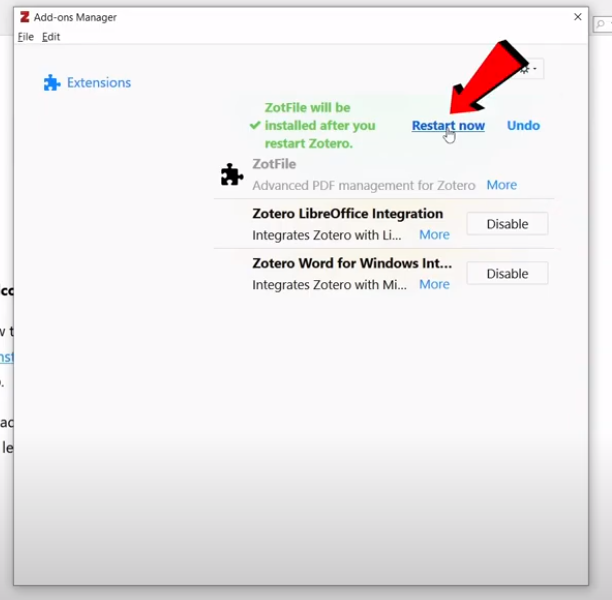 Z Add-ons Manager
File Edit
Extensions
ZotFile will be
installed after you
restart Zotero.
Restart now
Undo
ZotFile
Advanced PDF management for Zotero More
Zotero LibreOffice Integration
Integrates Zotero with Li... More
Disable
Zotero Word for Windows Int...
Integrates Zotero with Mi... More
Disable